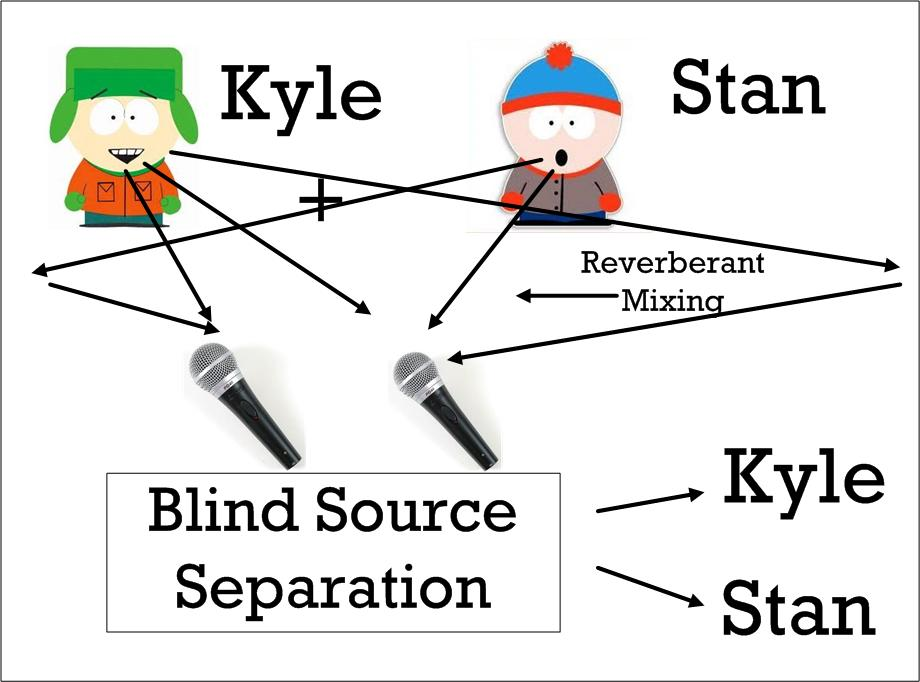 Kyle
Stan
+
Reverberant
Mixing
Blind Source
Separation
Kyle
Stan